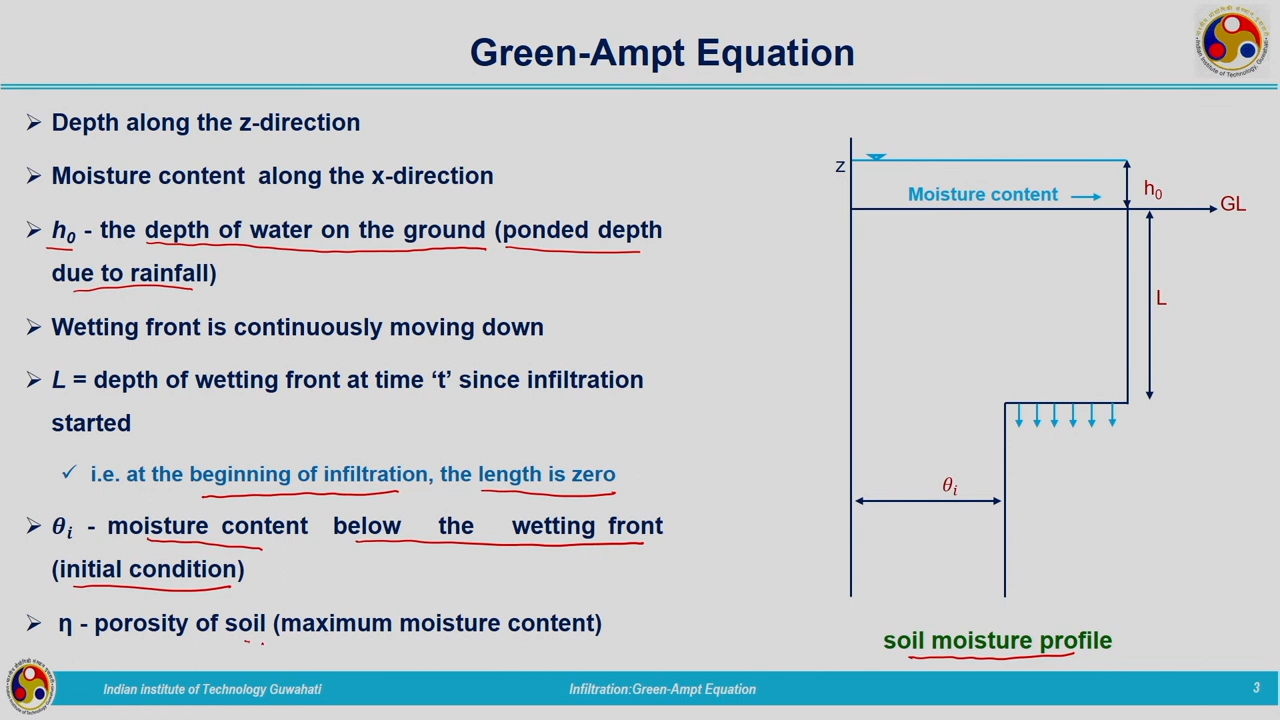 Green-Ampt Equation
➢ Depth along the z-direction
➢ Moisture content along the x-direction
➢ h₀ - the depth of water on the ground (ponded depth
due to rainfall)
➢ Wetting front is continuously moving down
➢ L = depth of wetting front at time ‘t’ since infiltration
started
✓ i.e. at the beginning of infiltration, the length is zero
➢ θᵢ - moisture content below the wetting front
(initial condition)
➢ η - porosity of soil (maximum moisture content)
z
Moisture content →
h₀
GL
L
θᵢ
soil moisture profile
Indian institute of Technology Guwahati
Infiltration:Green-Ampt Equation
3